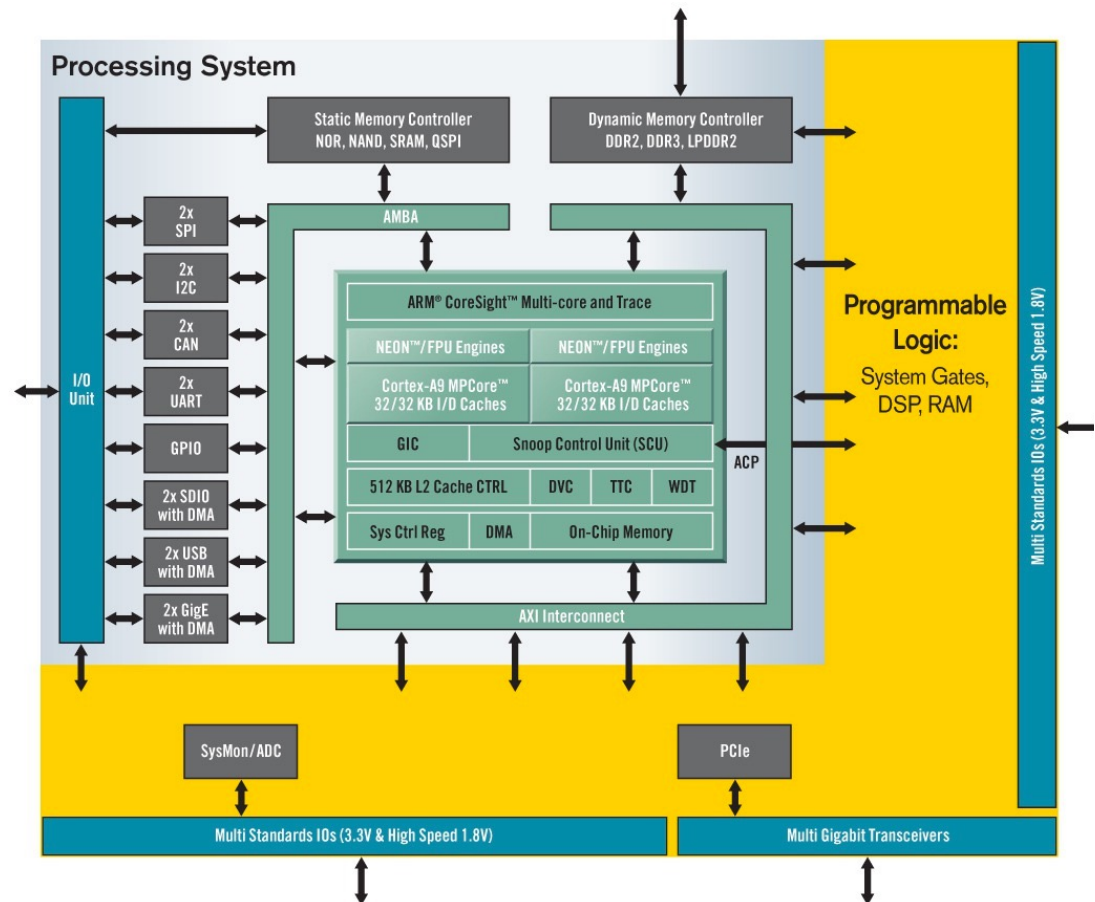 Processing System
Static Memory Controller
NOR, NAND, SRAM, QSPI
Dynamic Memory Controller
DDR2, DDR3, LPDDR2
AMBA
I/O
Unit
2x
SPI
2x
I2C
2x
CAN
2x
UART
GPIO
2x SDIO
with DMA
2x USB
with DMA
2x GigE
with DMA
ARM® CoreSight™ Multi-core and Trace
NEON™/FPU Engines
NEON™/FPU Engines
Cortex-A9 MPCore™
32/32 KB I/D Caches
Cortex-A9 MPCore™
32/32 KB I/D Caches
GIC
Snoop Control Unit (SCU)
512 KB L2 Cache CTRL
DVC
TTC
WDT
Sys Ctrl Reg
DMA
On-Chip Memory
ACP
AXI Interconnect
Programmable
Logic:
System Gates,
DSP, RAM
Multi Standards IOs (3.3V & High Speed 1.8V)
SysMon/ADC
PCIe
Multi Standards IOs (3.3V & High Speed 1.8V)
Multi Gigabit Transceivers